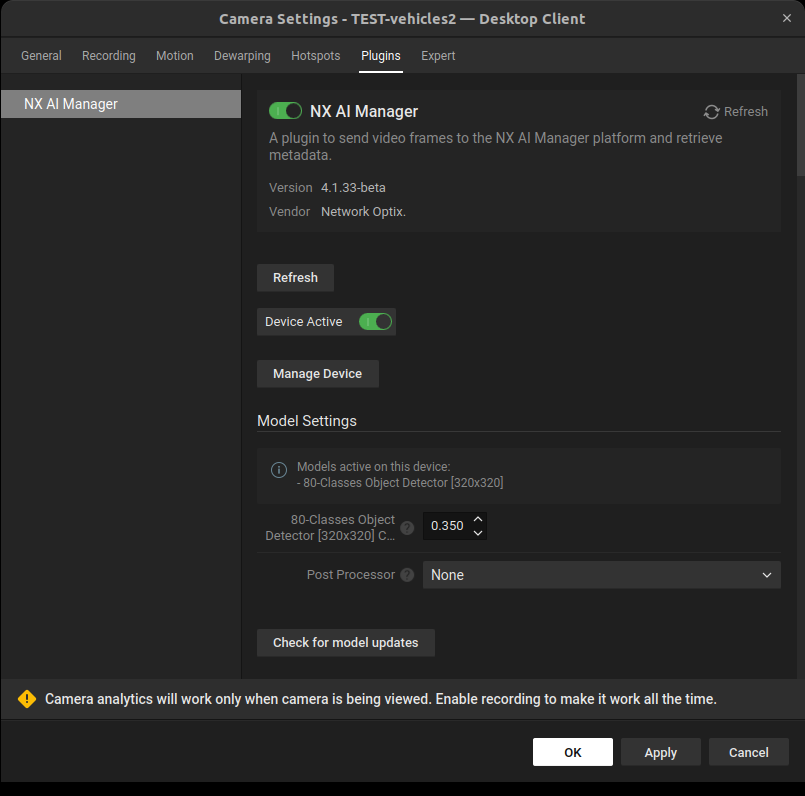 Camera Settings - TEST-vehicles2 — Desktop Client
General Recording Motion Dewarping Hotspots Plugins Expert
NX AI Manager
NX AI Manager
Refresh
A plugin to send video frames to the NX AI Manager platform and retrieve
metadata.
Version 4.1.33-beta
Vendor Network Optix.
Refresh
Device Active
Manage Device
Model Settings
Models active on this device:
- 80-Classes Object Detector [320x320]
80-Classes Object
Detector [320x320] C...
0.350
Post Processor
None
Check for model updates
Camera analytics will work only when camera is being viewed. Enable recording to make it work all the time.
OK Apply Cancel